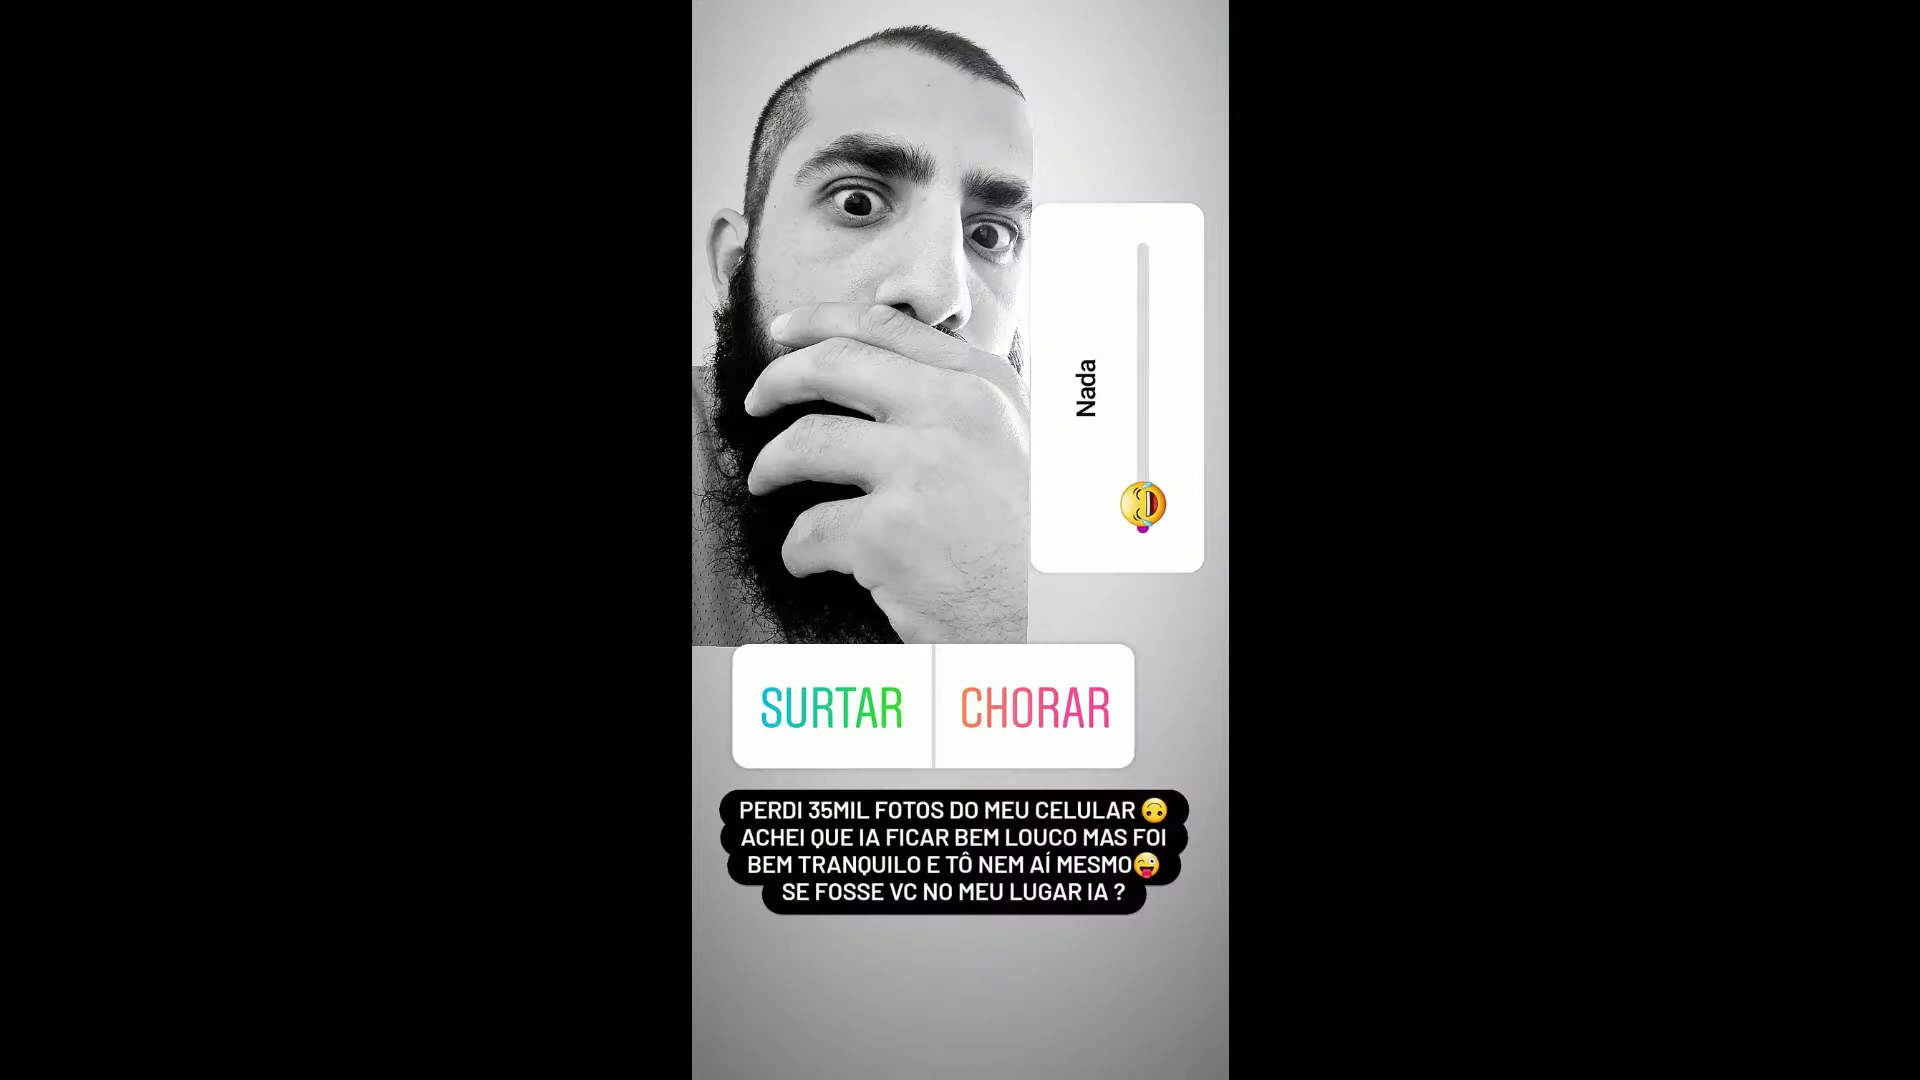 Nada
SURTAR
CHORAR
PERDI 35MIL FOTOS DO MEU CELULAR 🙃
ACHEI QUE IA FICAR BEM LOUCO MAS FOI
BEM TRANQUILO E TÔ NEM AÍ MESMO😜
SE FOSSE VC NO MEU LUGAR IA ?